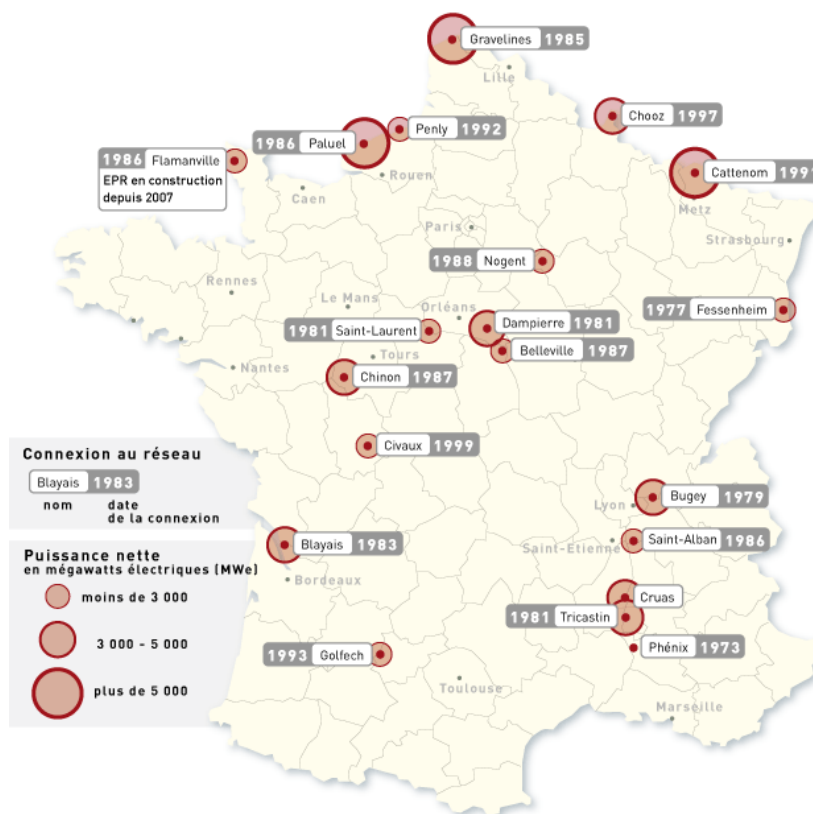 Gravelines 1985
Lille
Chooz 1997
Penly 1992
1986 Paluel
1986 Flamanville
EPR en construction
depuis 2007
Rouen
Cattenom 1991
Caen
Metz
Paris
Strasbourg
1988 Nogent
Rennes
Le Mans
Orléans
1977 Fessenheim
1981 Saint-Laurent
Dampierre 1981
Belleville 1987
Tours
Nantes
Chinon 1987
Civaux 1999
Connexion au réseau
Blayais 1983
nom date
de la connexion
Bugey 1979
Lyon
Saint-Alban 1986
Saint-Etienne
Blayais 1983
Puissance nette
en mégawatts électriques (MWe)
Bordeaux
moins de 3 000
Cruas
1981 Tricastin
3 000 - 5 000
Phénix 1973
1993 Golfech
plus de 5 000
Toulouse
Marseille